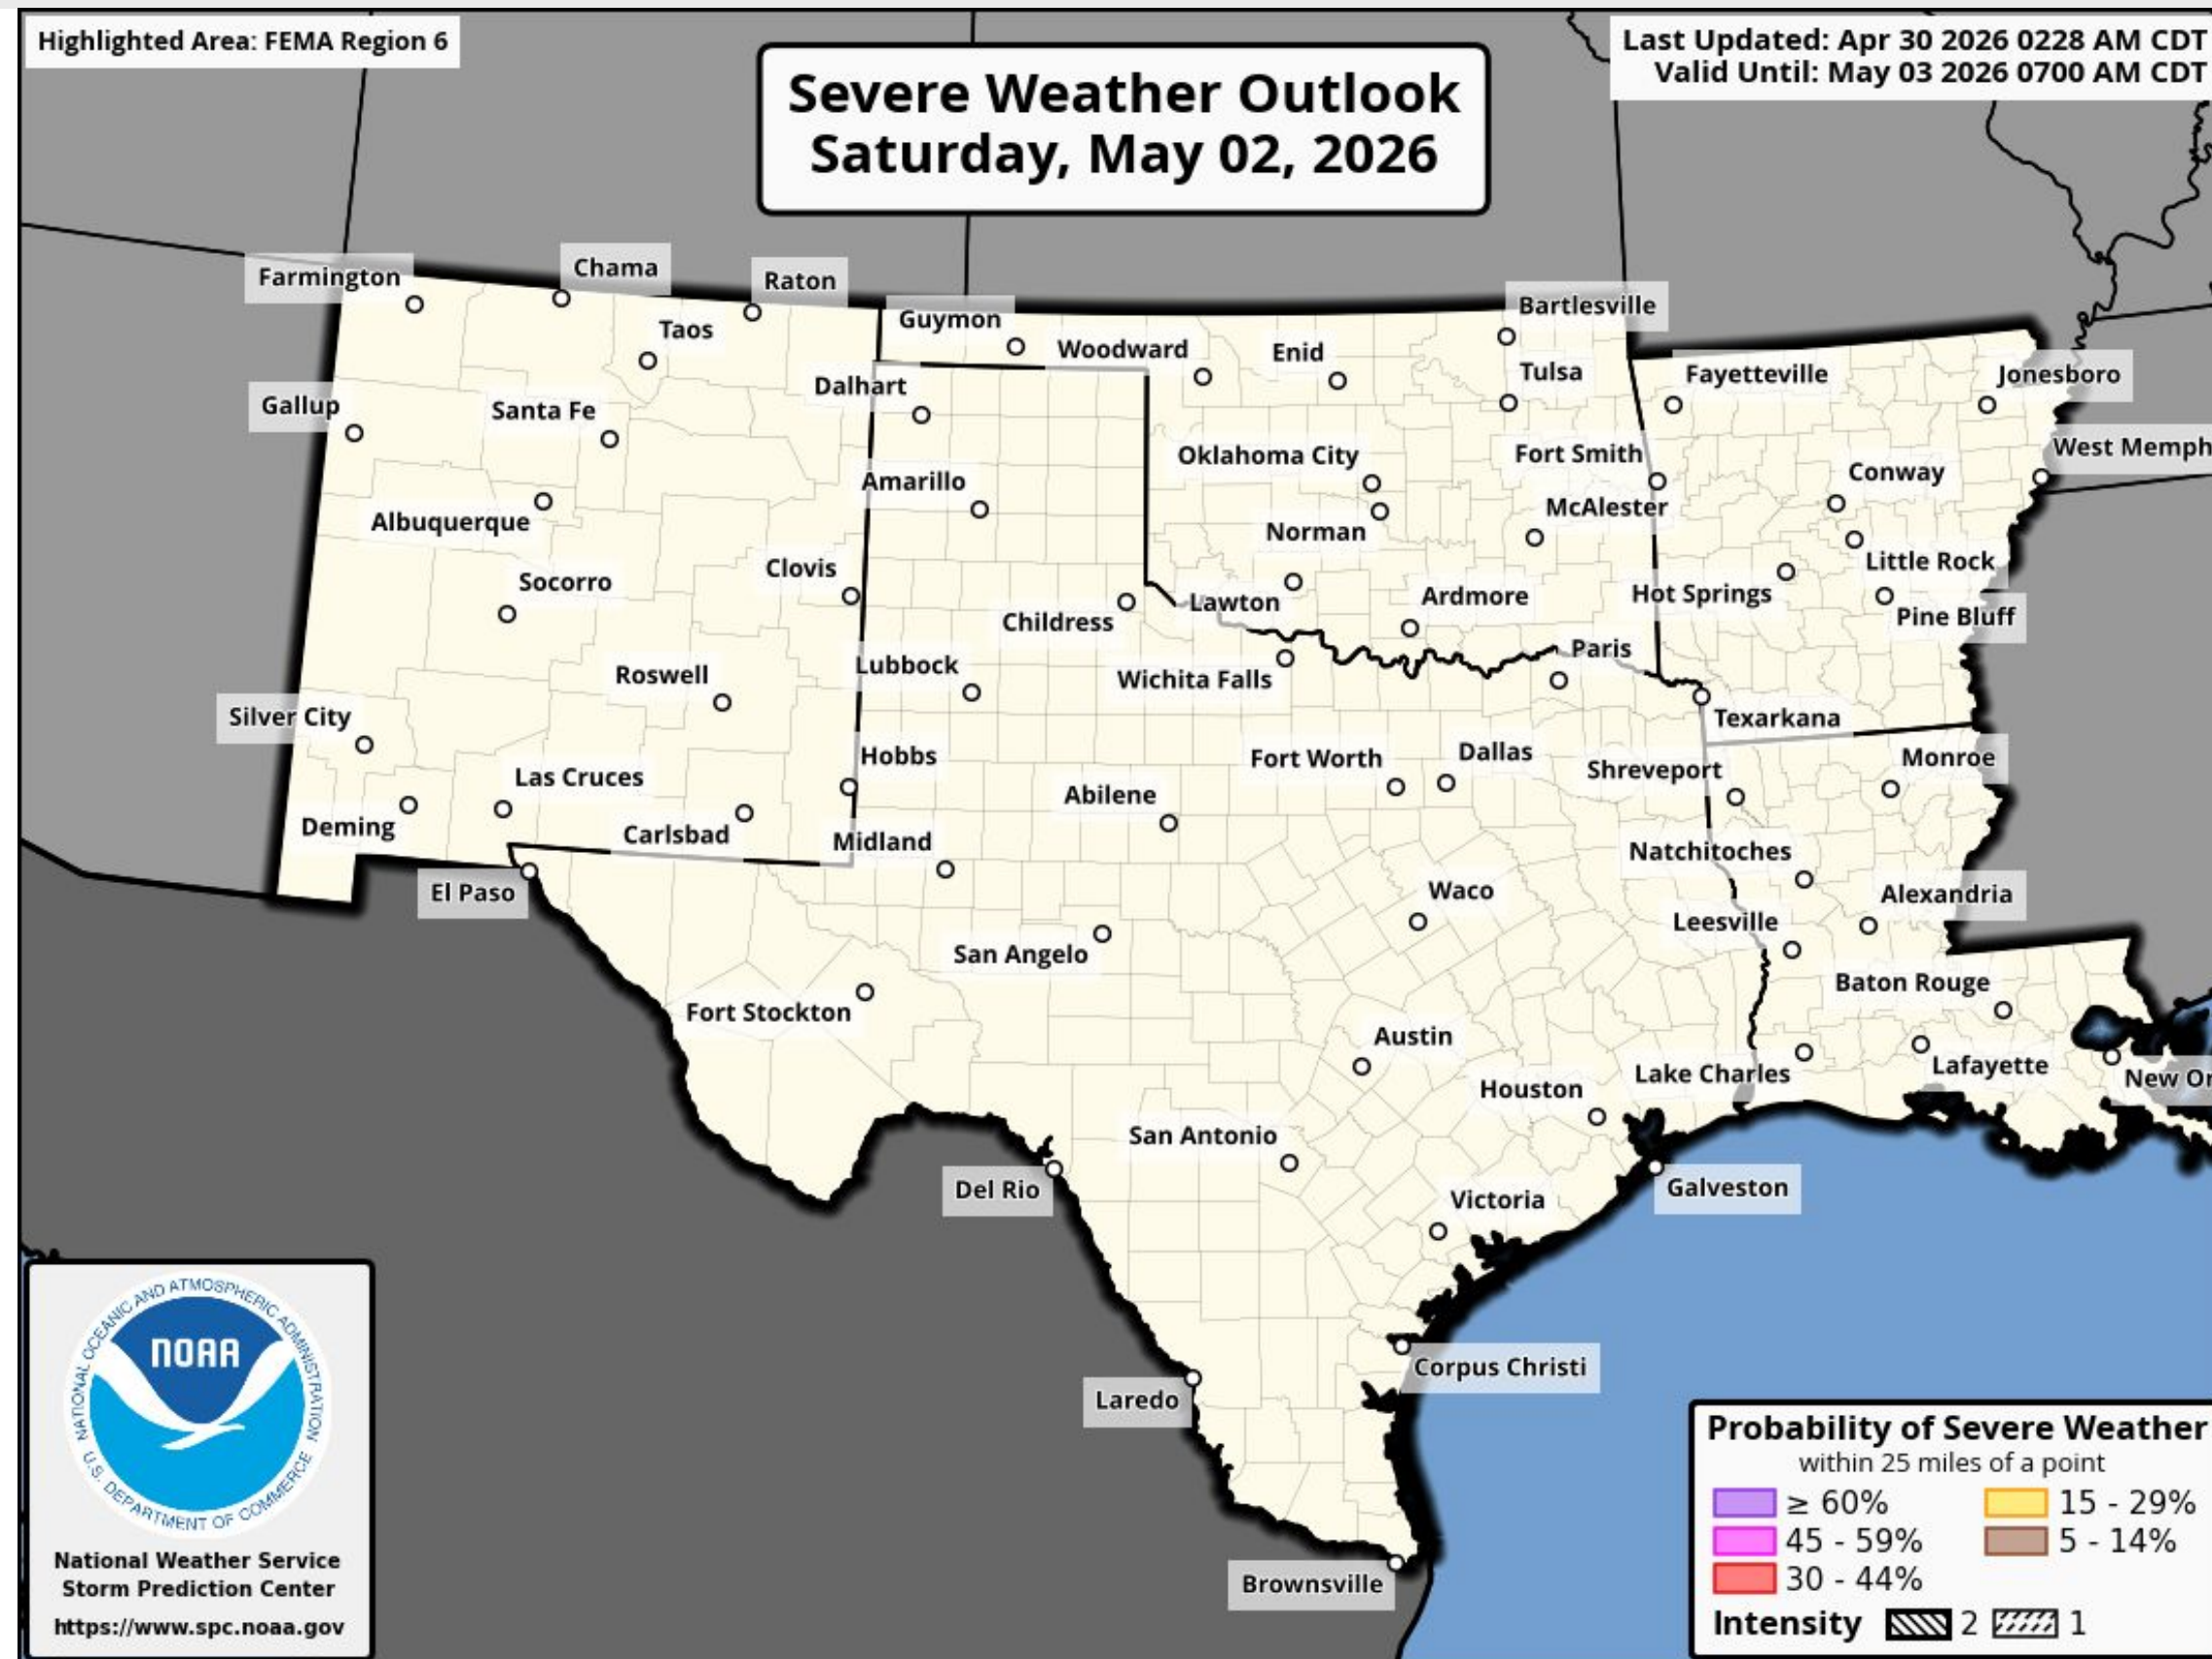 Highlighted Area: FEMA Region 6
Severe Weather Outlook
Saturday, May 02, 2026
Last Updated: Apr 30 2026 0228 AM CDT
Valid Until: May 03 2026 0700 AM CDT
Farmington
Chama
Raton
Taos
Guymon
Woodward
Enid
Bartlesville
Tulsa
Fayetteville
Jonesboro
Gallup
Santa Fe
Dalhart
Amarillo
Oklahoma City
Fort Smith
Conway
West Memph
Albuquerque
Norman
McAlester
Little Rock
Socorro
Clovis
Childress
Lawton
Ardmore
Hot Springs
Pine Bluff
Roswell
Lubbock
Wichita Falls
Paris
Texarkana
Silver City
Las Cruces
Hobbs
Fort Worth
Dallas
Shreveport
Monroe
Deming
Carlsbad
Midland
Abilene
Natchitoches
El Paso
Waco
Alexandria
San Angelo
Leesville
Fort Stockton
Baton Rouge
Austin
Houston
Lake Charles
Lafayette
New Or
San Antonio
Del Rio
Galveston
Victoria
Corpus Christi
Laredo
Brownsville
NATIONAL OCEANIC AND ATMOSPHERIC ADMINISTRATION
NOAA
U.S. DEPARTMENT OF COMMERCE
National Weather Service
Storm Prediction Center
https://www.spc.noaa.gov
Probability of Severe Weather
within 25 miles of a point
≥ 60% 15 - 29%
45 - 59% 5 - 14%
30 - 44%
Intensity 2 1